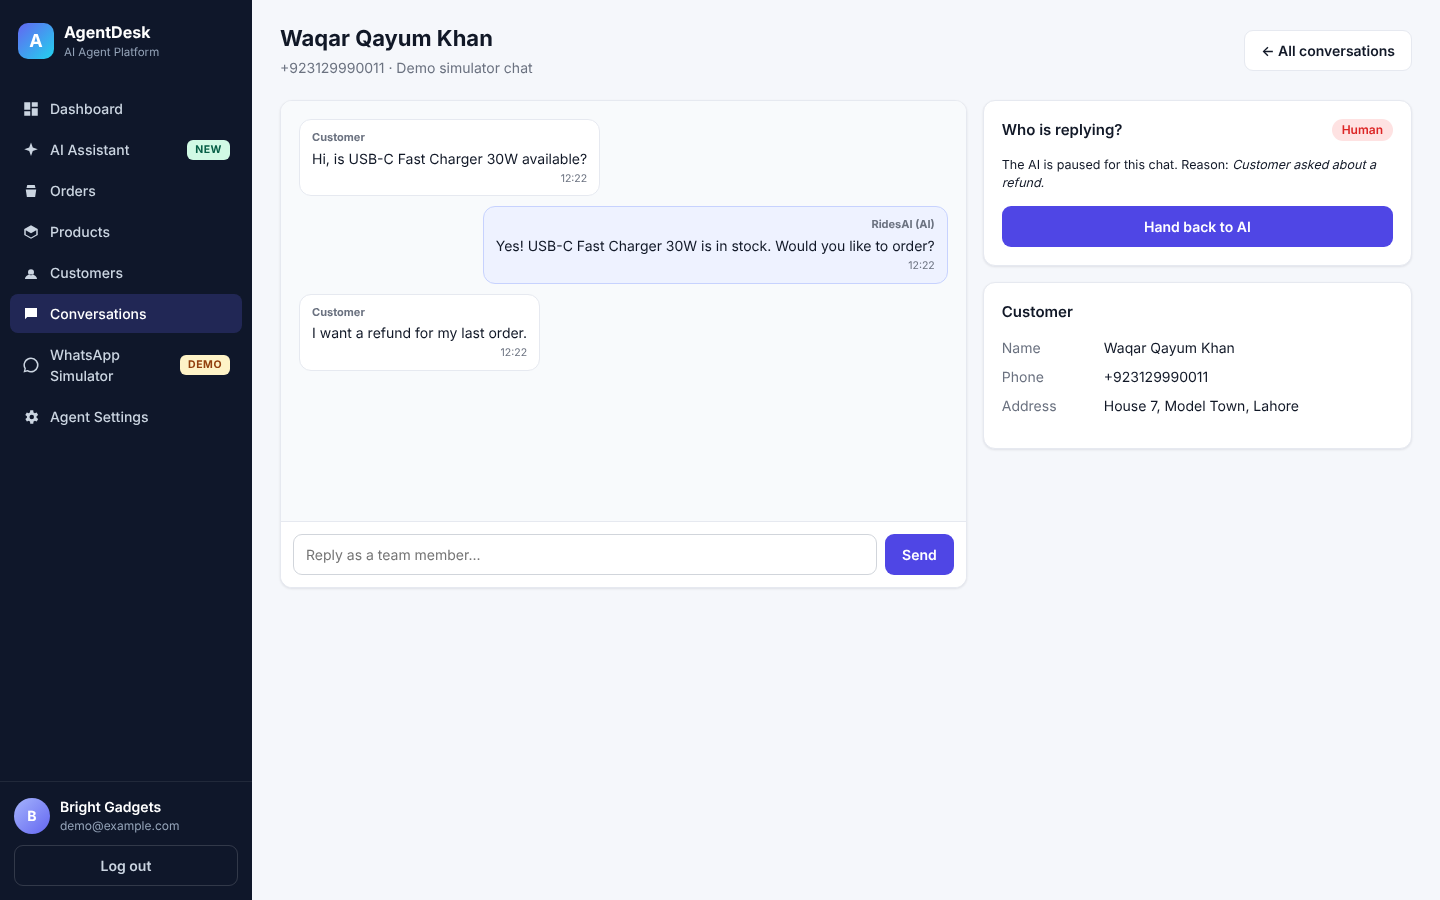 A
AgentDesk
AI Agent Platform
Dashboard
AI Assistant
NEW
Orders
Products
Customers
Conversations
WhatsApp
Simulator
DEMO
Agent Settings
B
Bright Gadgets
demo@example.com
Log out
Waqar Qayum Khan
+923129990011 · Demo simulator chat
← All conversations
Customer
Hi, is USB-C Fast Charger 30W available?
12:22
RidesAI (AI)
Yes! USB-C Fast Charger 30W is in stock. Would you like to order?
12:22
Customer
I want a refund for my last order.
12:22
Reply as a team member...
Send
Who is replying?
Human
The AI is paused for this chat. Reason: Customer asked about a
refund.
Hand back to AI
Customer
Name Waqar Qayum Khan
Phone +923129990011
Address House 7, Model Town, Lahore